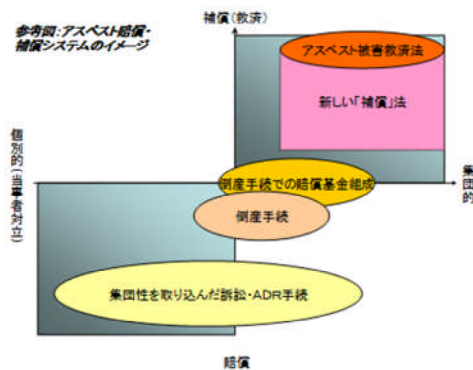 参考図：アスベスト賠償・
補償システムのイメージ
補償（救済）
アスベスト被害救済法
新しい「補償」法
個別的（当事者対立）
集団的
倒産手続での賠償基金組成
倒産手続
集団性を取り込んだ訴訟・ADR手続
賠償